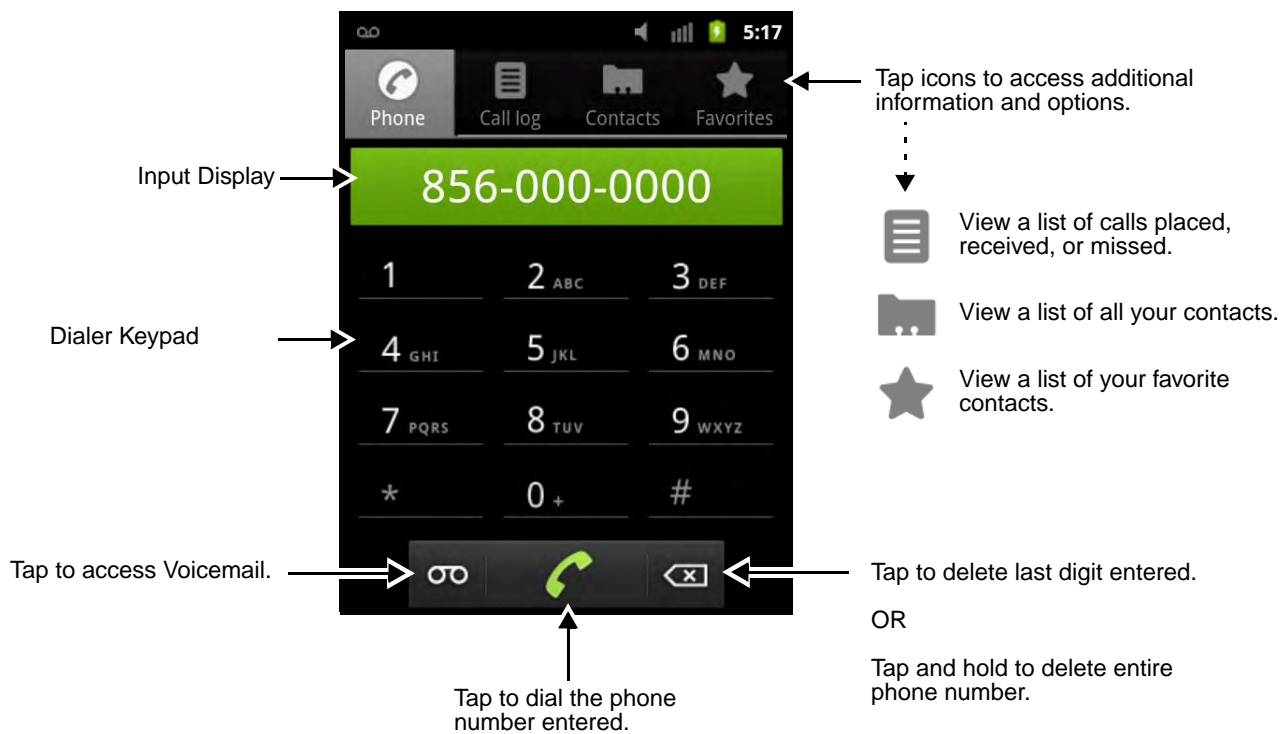 5:17
Phone
Call log
Contacts
Favorites
Tap icons to access additional
information and options.
Input Display
856-000-0000
View a list of calls placed,
received, or missed.
1
2 ABC
3 DEF
View a list of all your contacts.
Dialer Keypad
4 GHI
5 JKL
6 MNO
View a list of your favorite
contacts.
7 PQRS
8 TUV
9 WXYZ
*
0 +
#
Tap to access Voicemail.
Tap to delete last digit entered.
OR
Tap and hold to delete entire
phone number.
Tap to dial the phone
number entered.